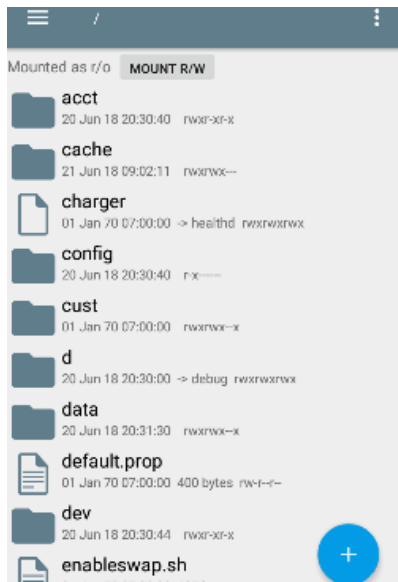 /
Mounted as r/o MOUNT R/W
acct
20 Jun 18 20:30:40 rwxr-xr-x
cache
21 Jun 18 09:02:11 rwxrwx---
charger
01 Jan 70 07:00:00 -> healthd rwxrwxrwx
config
20 Jun 18 20:30:40 r-x------
cust
01 Jan 70 07:00:00 rwxrwx--x
d
20 Jun 18 20:30:00 -> debug rwxrwxrwx
data
20 Jun 18 20:31:30 rwxrwx--x
default.prop
01 Jan 70 07:00:00 400 bytes rw-r--r--
dev
20 Jun 18 20:30:44 rwxr-xr-x
enableswap.sh